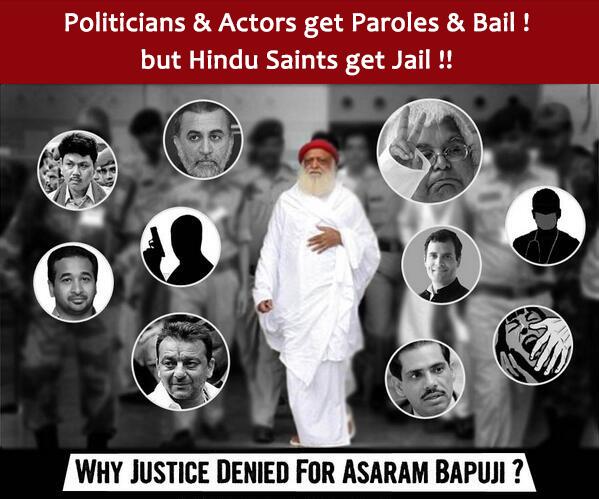 Politicians & Actors get Paroles & Bail !
but Hindu Saints get Jail !!
WHY JUSTICE DENIED FOR ASARAM BAPUJI ?